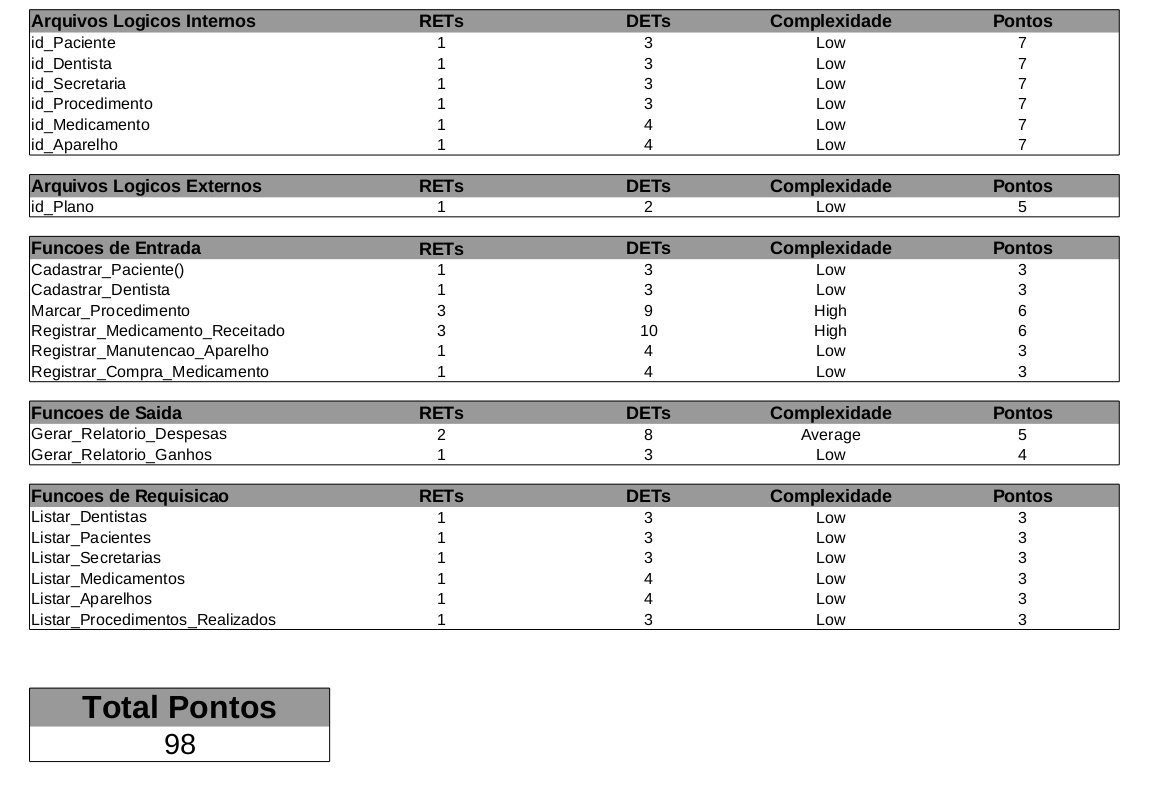 Arquivos Logicos Internos RETs DETs Complexidade Pontos
id_Paciente 1 3 Low 7
id_Dentista 1 3 Low 7
id_Secretaria 1 3 Low 7
id_Procedimento 1 3 Low 7
id_Medicamento 1 4 Low 7
id_Aparelho 1 4 Low 7
Arquivos Logicos Externos RETs DETs Complexidade Pontos
id_Plano 1 2 Low 5
Funcoes de Entrada RETs DETs Complexidade Pontos
Cadastrar_Paciente() 1 3 Low 3
Cadastrar_Dentista 1 3 Low 3
Marcar_Procedimento 3 9 High 6
Registrar_Medicamento_Receitado 3 10 High 6
Registrar_Manutencao_Aparelho 1 4 Low 3
Registrar_Compra_Medicamento 1 4 Low 3
Funcoes de Saida RETs DETs Complexidade Pontos
Gerar_Relatorio_Despesas 2 8 Average 5
Gerar_Relatorio_Ganhos 1 3 Low 4
Funcoes de Requisicao RETs DETs Complexidade Pontos
Listar_Dentistas 1 3 Low 3
Listar_Pacientes 1 3 Low 3
Listar_Secretarias 1 3 Low 3
Listar_Medicamentos 1 4 Low 3
Listar_Aparelhos 1 4 Low 3
Listar_Procedimentos_Realizados 1 3 Low 3
Total Pontos
98